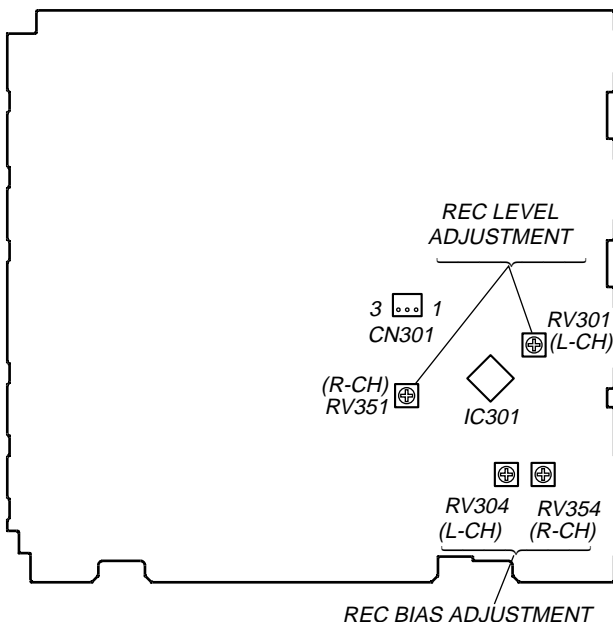 REC LEVEL
ADJUSTMENT
3 1
CN301
RV301
(L-CH)
(R-CH)
RV351
IC301
RV304
(L-CH)
RV354
(R-CH)
REC BIAS ADJUSTMENT